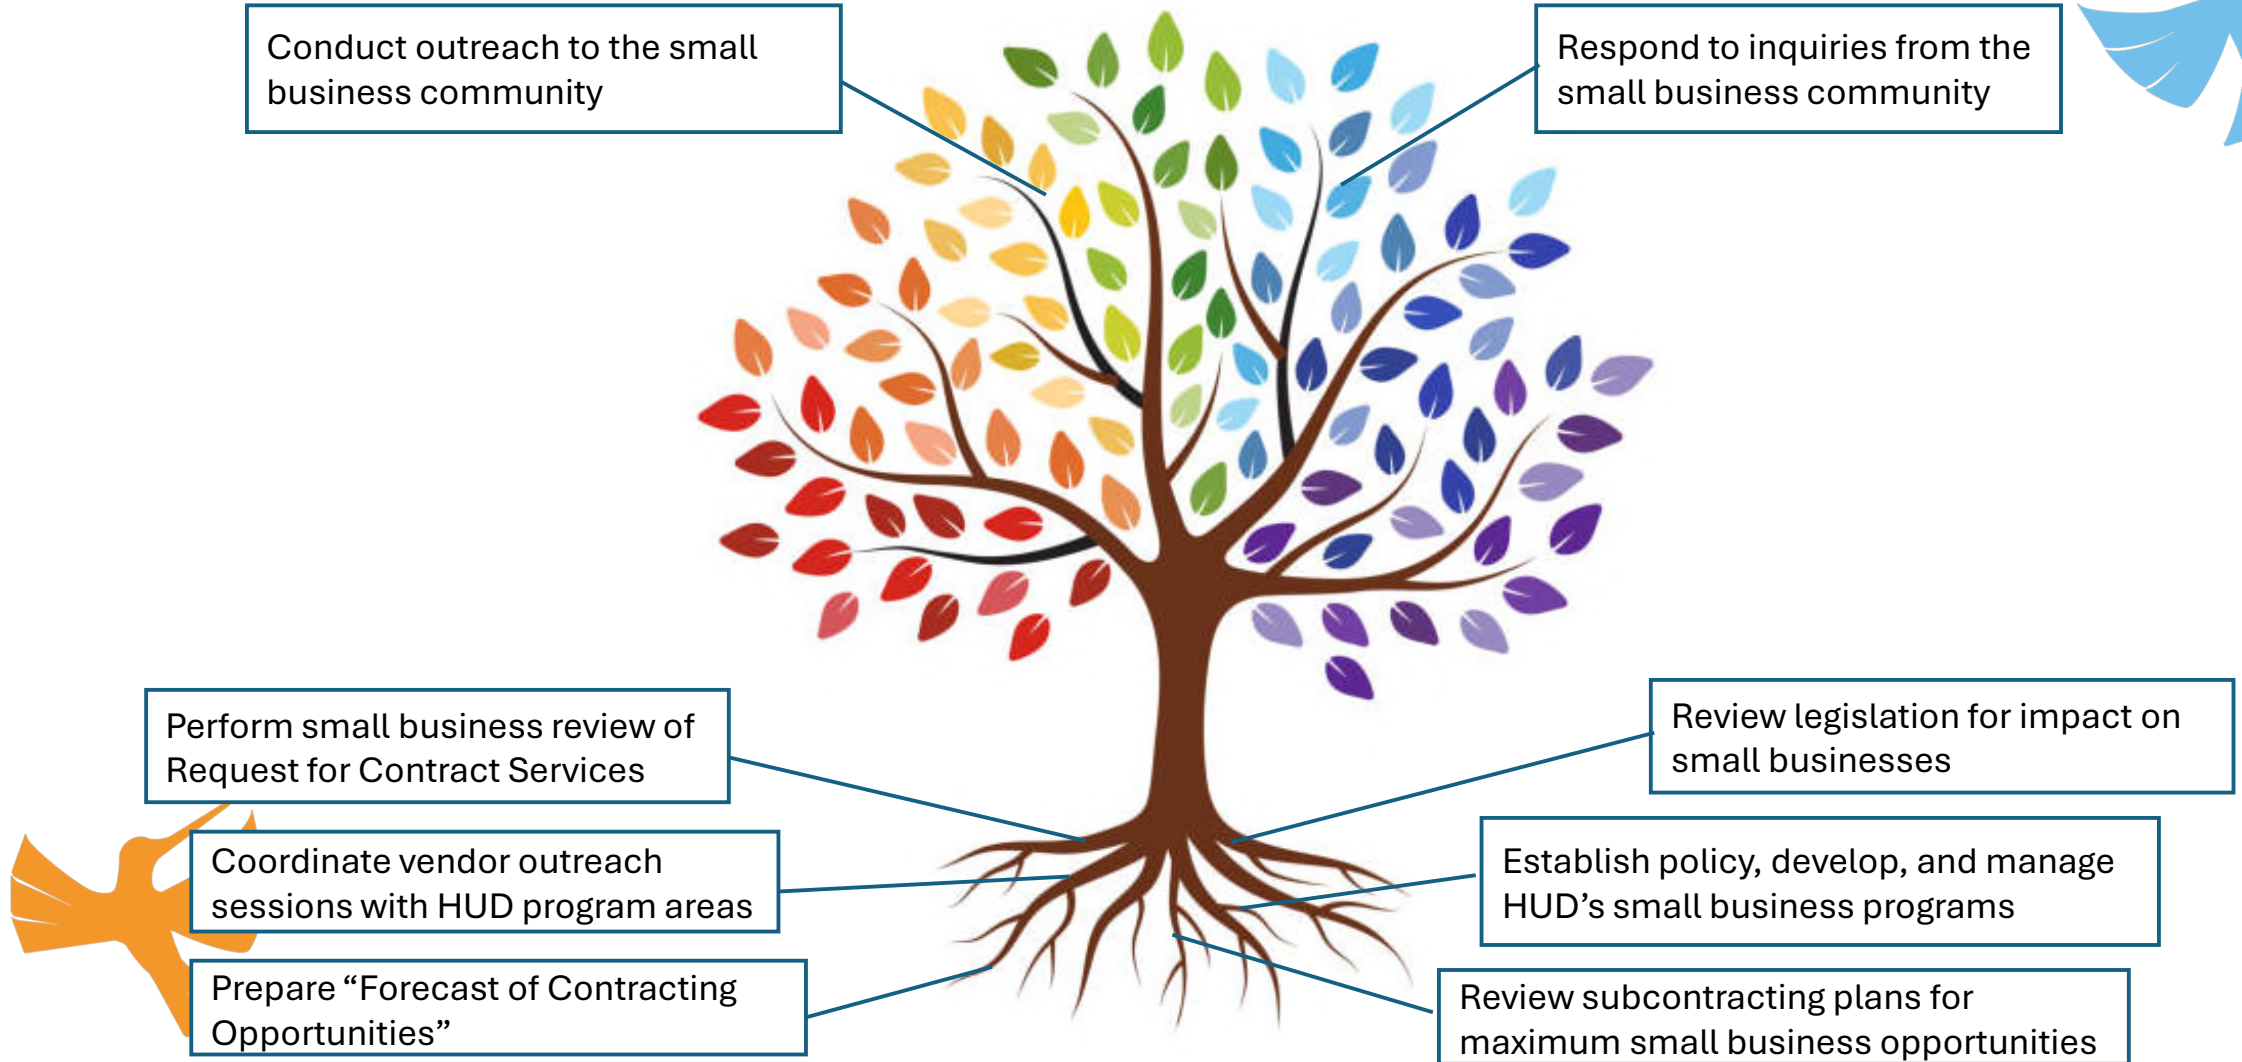 Conduct outreach to the small
business community
Respond to inquiries from the
small business community
Perform small business review of
Request for Contract Services
Review legislation for impact on
small businesses
Coordinate vendor outreach
sessions with HUD program areas
Establish policy, develop, and manage
HUD’s small business programs
Prepare “Forecast of Contracting
Opportunities”
Review subcontracting plans for
maximum small business opportunities